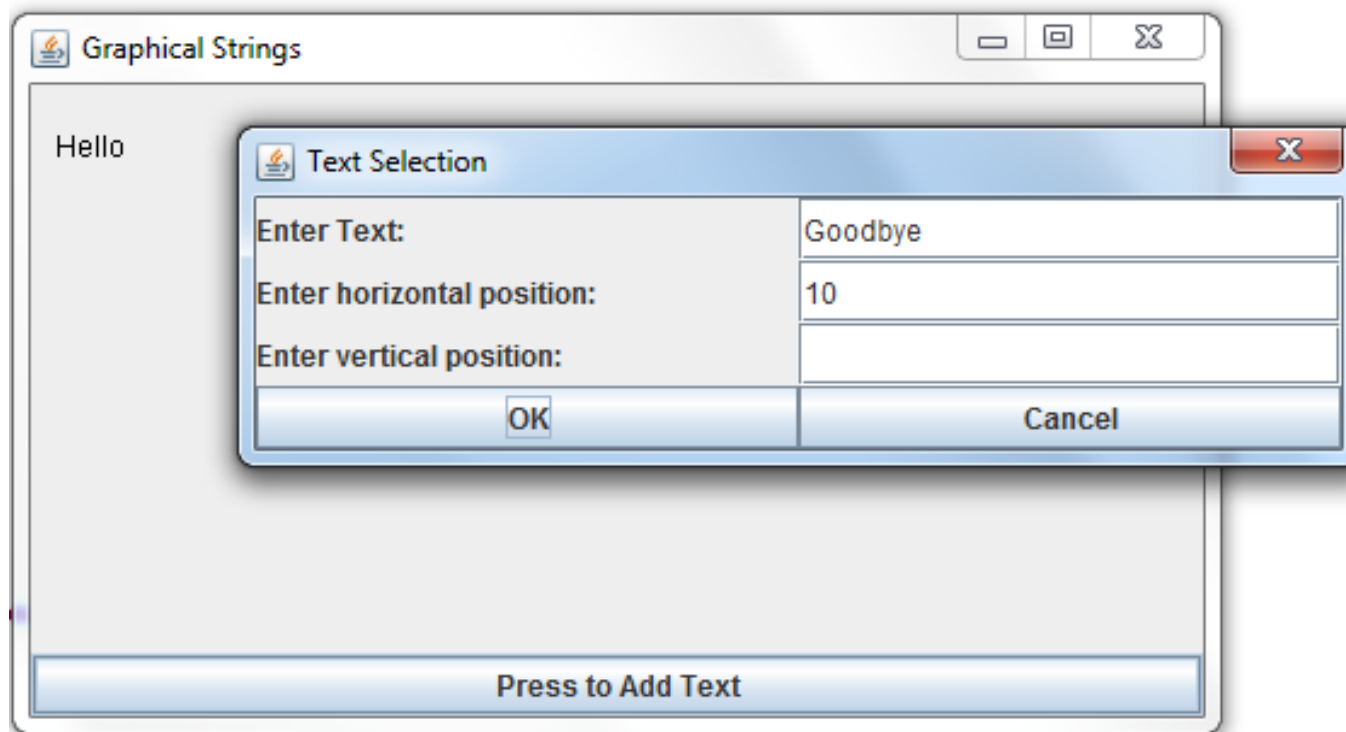 Graphical Strings
Hello
Text Selection
Enter Text: Goodbye
Enter horizontal position: 10
Enter vertical position:
OK Cancel
Press to Add Text